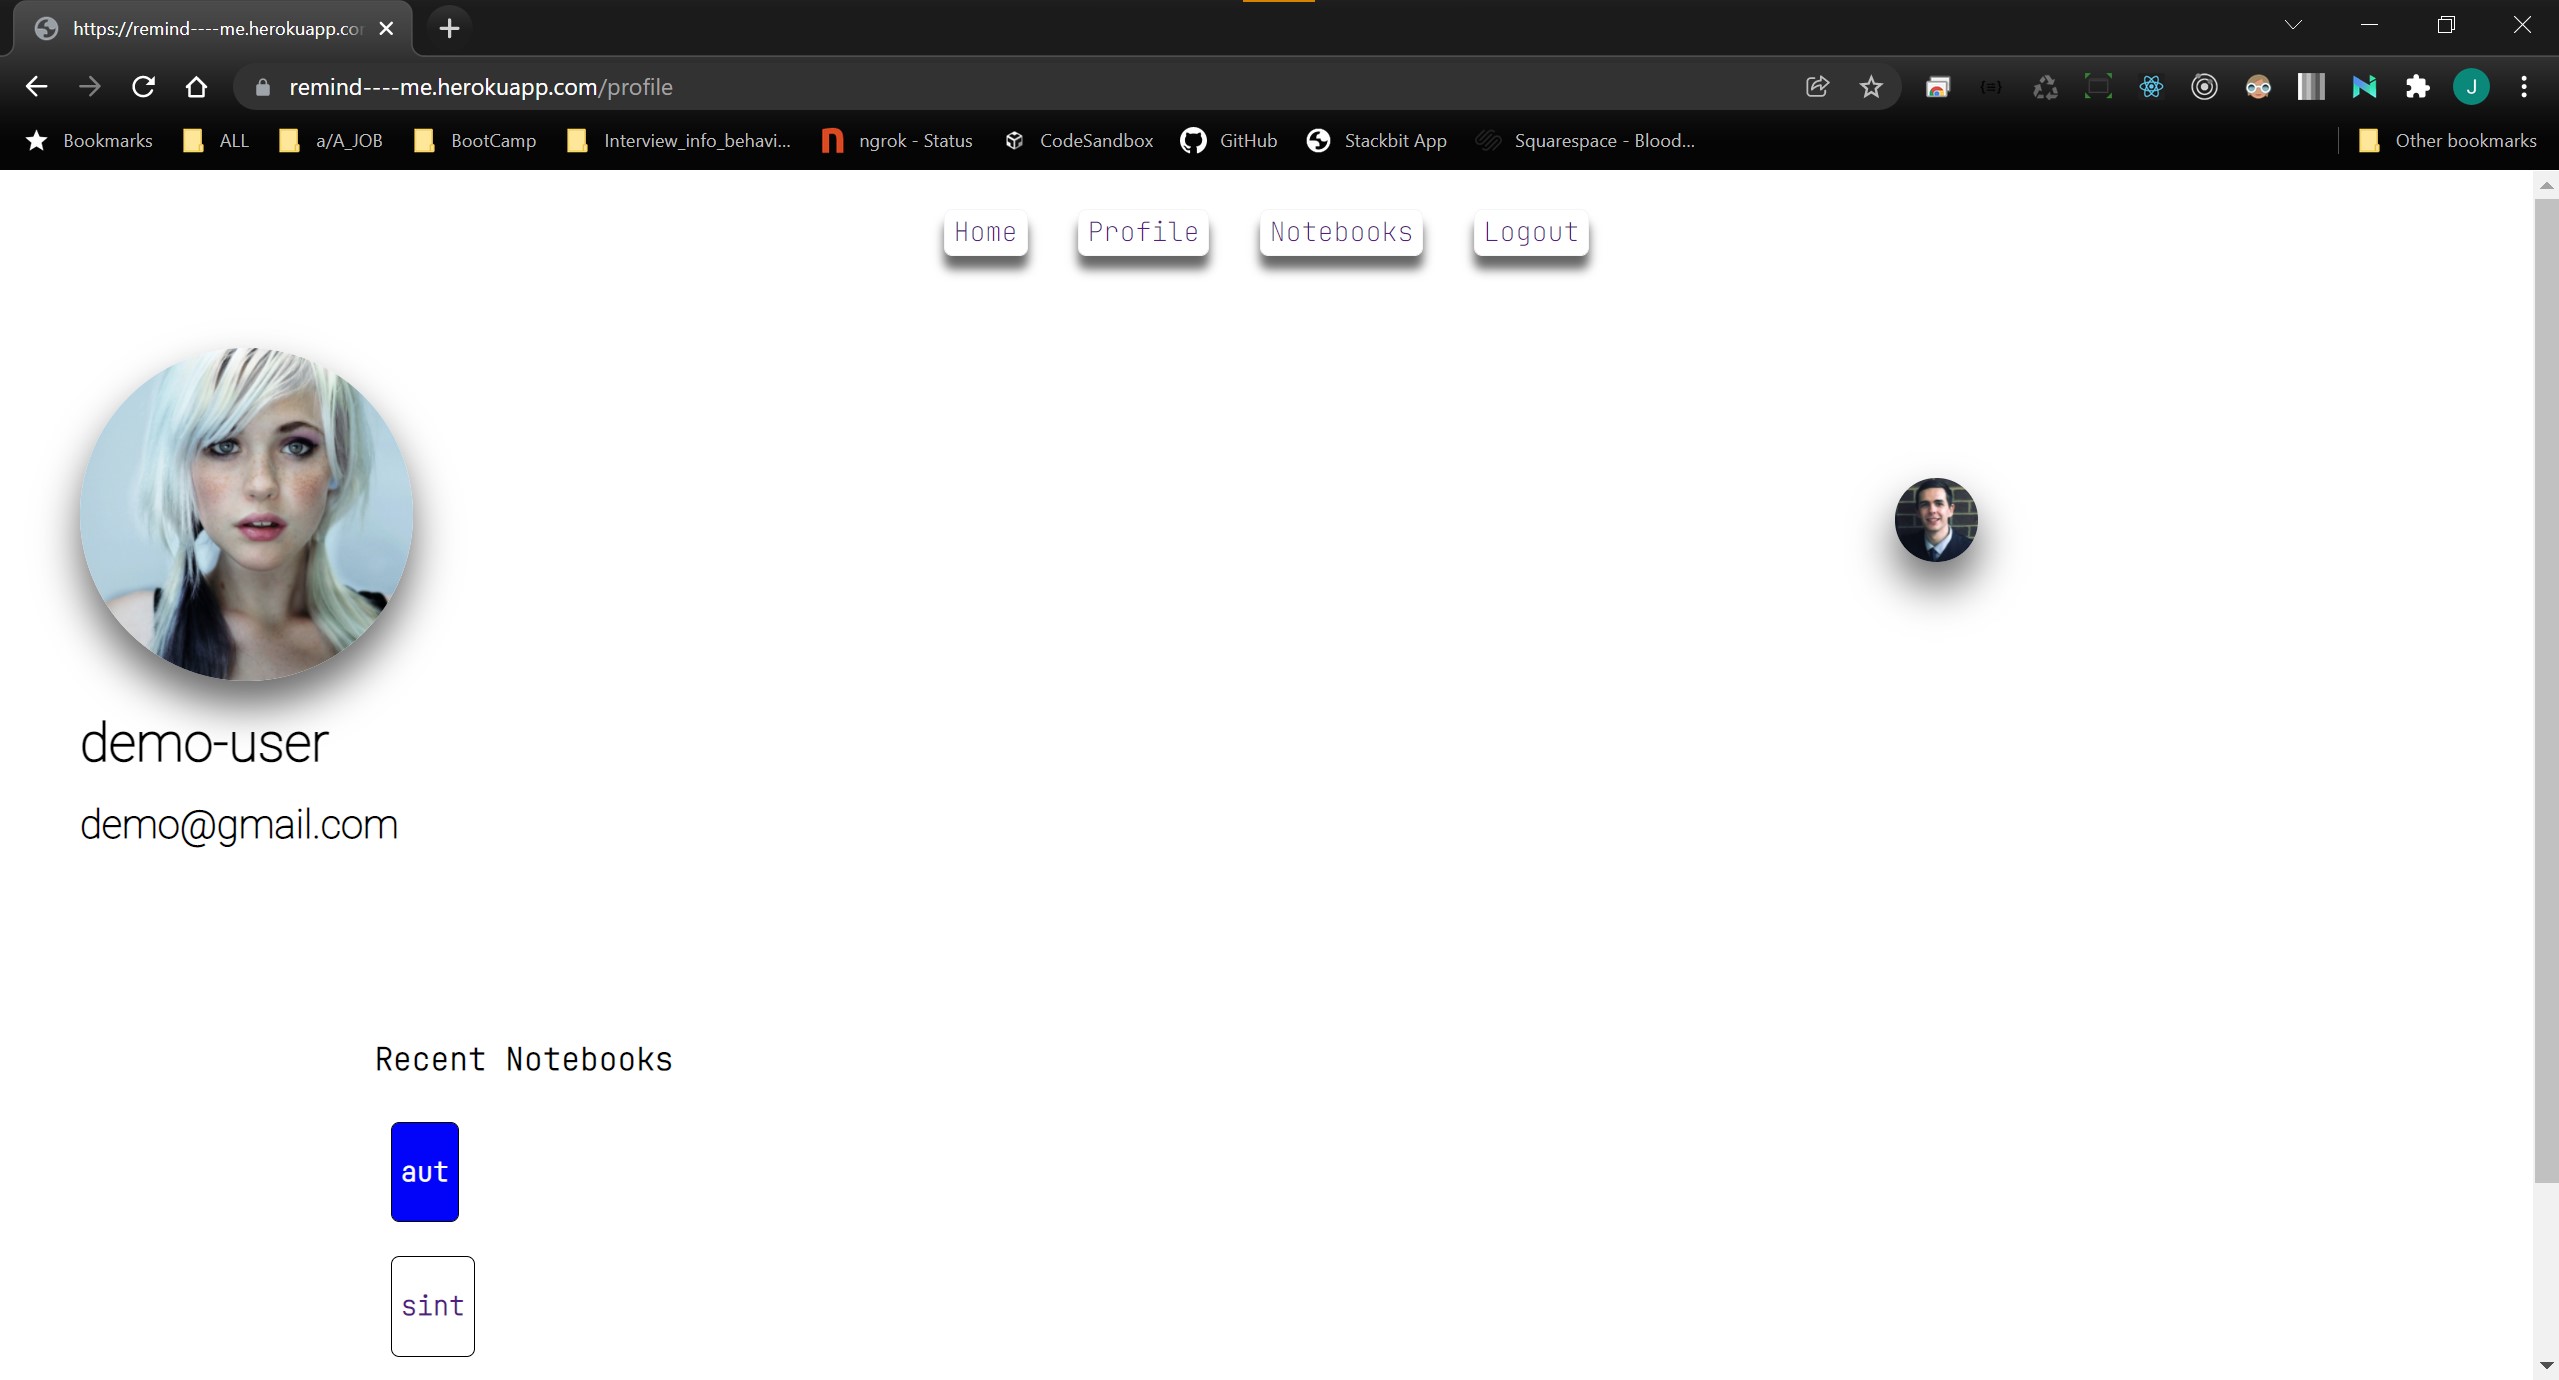 https://remind----me.herokuapp.co
remind----me.herokuapp.com/profile
J
Bookmarks ALL a/A_JOB BootCamp Interview_info_behavi... ngrok - Status CodeSandbox GitHub Stackbit App Squarespace - Blood... Other bookmarks
Home Profile Notebooks Logout
demo-user
demo@gmail.com
Recent Notebooks
aut
sint